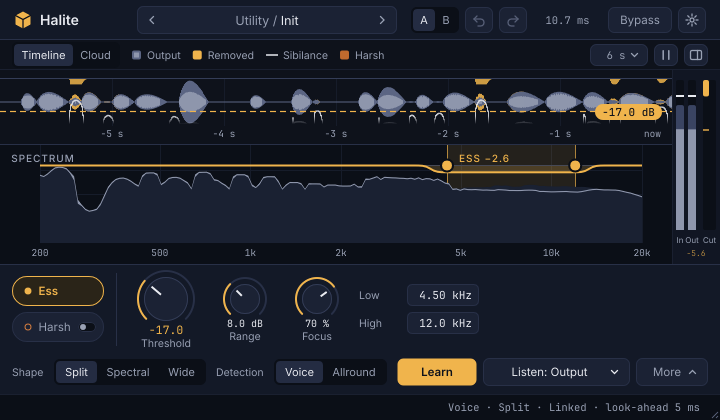 Halite
Utility / Init
A B
10.7 ms
Bypass
Timeline Cloud Output Removed Sibilance Harsh
6 s
-17.0 dB
-5 s -4 s -3 s -2 s -1 s now
SPECTRUM
ESS −2.6
In Out Cut
-5.6
200 500 1k 2k 5k 10k 20k
Ess
Harsh
-17.0
Threshold
8.0 dB
Range
70 %
Focus
Low 4.50 kHz
High 12.0 kHz
Shape Split Spectral Wide Detection Voice Allround Learn Listen: Output More
Voice · Split · Linked · look-ahead 5 ms